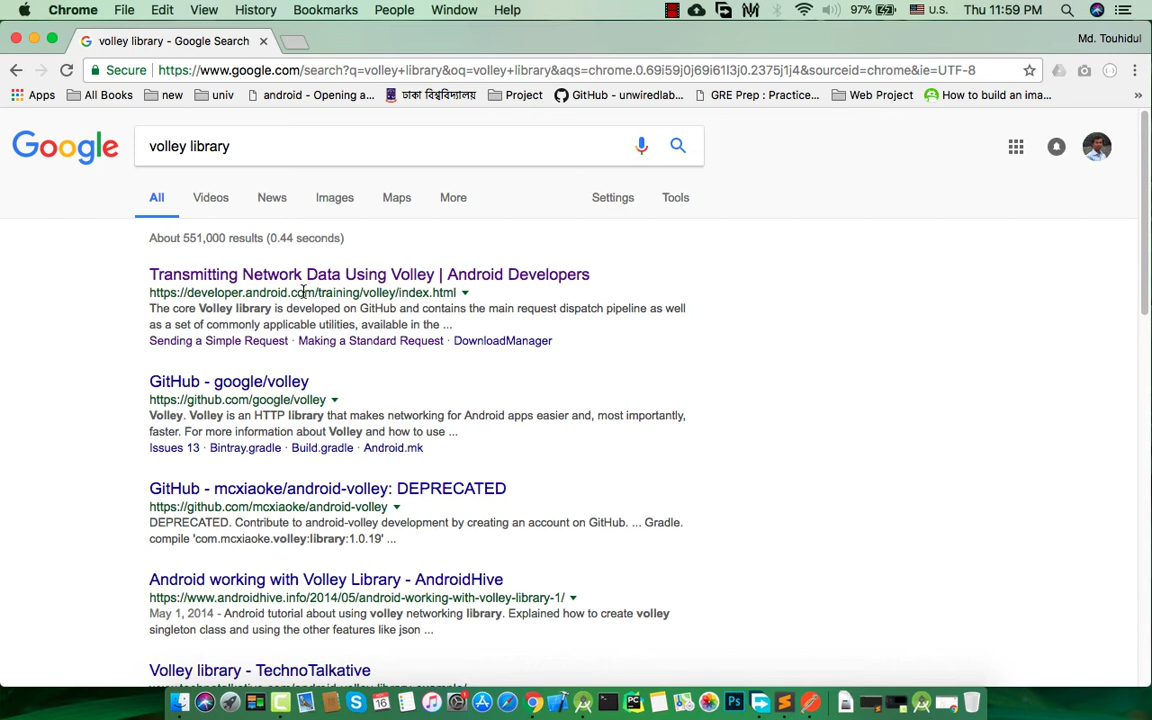 Chrome File Edit View History Bookmarks People Window Help 97% U.S. Thu 11:59 PM
volley library - Google Search Md. Touhidul
Secure https://www.google.com/search?q=volley+library&oq=volley+library&aqs=chrome.0.69i59j0j69i61l3j0.2375j1j4&sourceid=chrome&ie=UTF-8
Apps All Books new univ android - Opening a... ঢাকা বিশ্ববিদ্যালয় Project GitHub - unwiredlab... GRE Prep : Practice... Web Project How to build an ima... »
Google volley library
All Videos News Images Maps More Settings Tools
About 551,000 results (0.44 seconds)
Transmitting Network Data Using Volley | Android Developers
https://developer.android.com/training/volley/index.html
The core Volley library is developed on GitHub and contains the main request dispatch pipeline as well
as a set of commonly applicable utilities, available in the ...
Sending a Simple Request · Making a Standard Request · DownloadManager
GitHub - google/volley
https://github.com/google/volley
Volley. Volley is an HTTP library that makes networking for Android apps easier and, most importantly,
faster. For more information about Volley and how to use ...
Issues 13 · Bintray.gradle · Build.gradle · Android.mk
GitHub - mcxiaoke/android-volley: DEPRECATED
https://github.com/mcxiaoke/android-volley
DEPRECATED. Contribute to android-volley development by creating an account on GitHub. ... Gradle.
compile 'com.mcxiaoke.volley:library:1.0.19' ...
Android working with Volley Library - AndroidHive
https://www.androidhive.info/2014/05/android-working-with-volley-library-1/
May 1, 2014 - Android tutorial about using volley networking library. Explained how to create volley
singleton class and using the other features like json ...
Volley library - TechnoTalkative